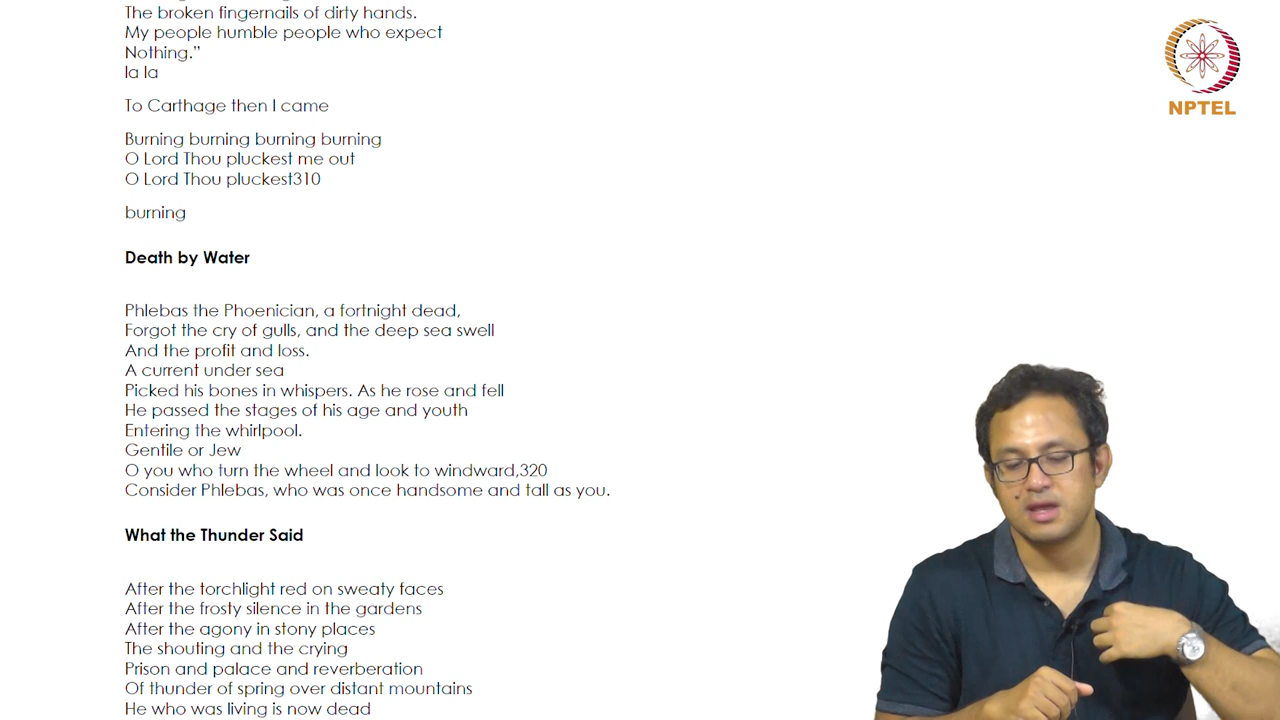 The broken fingernails of dirty hands.
My people humble people who expect
Nothing.”
la la
To Carthage then I came
Burning burning burning burning
O Lord Thou pluckest me out
O Lord Thou pluckest310
burning
Death by Water
Phlebas the Phoenician, a fortnight dead,
Forgot the cry of gulls, and the deep sea swell
And the profit and loss.
A current under sea
Picked his bones in whispers. As he rose and fell
He passed the stages of his age and youth
Entering the whirlpool.
Gentile or Jew
O you who turn the wheel and look to windward,320
Consider Phlebas, who was once handsome and tall as you.
What the Thunder Said
After the torchlight red on sweaty faces
After the frosty silence in the gardens
After the agony in stony places
The shouting and the crying
Prison and palace and reverberation
Of thunder of spring over distant mountains
He who was living is now dead
NPTEL